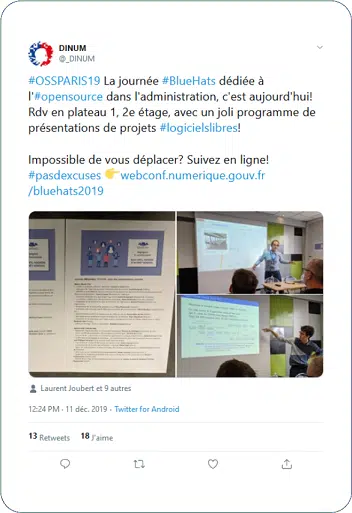 DINUM
@_DINUM
#OSSPARIS19 La journée #BlueHats dédiée à
l'#opensource dans l'administration, c'est aujourd'hui!
Rdv en plateau 1, 2e étage, avec un joli programme de
présentations de projets #logicielslibres!
Impossible de vous déplacer? Suivez en ligne!
#pasdexcuses 👉webconf.numerique.gouv.fr
/bluehats2019
Laurent Joubert et 9 autres
12:24 PM · 11 déc. 2019 · Twitter for Android
13 Retweets 18 J'aime